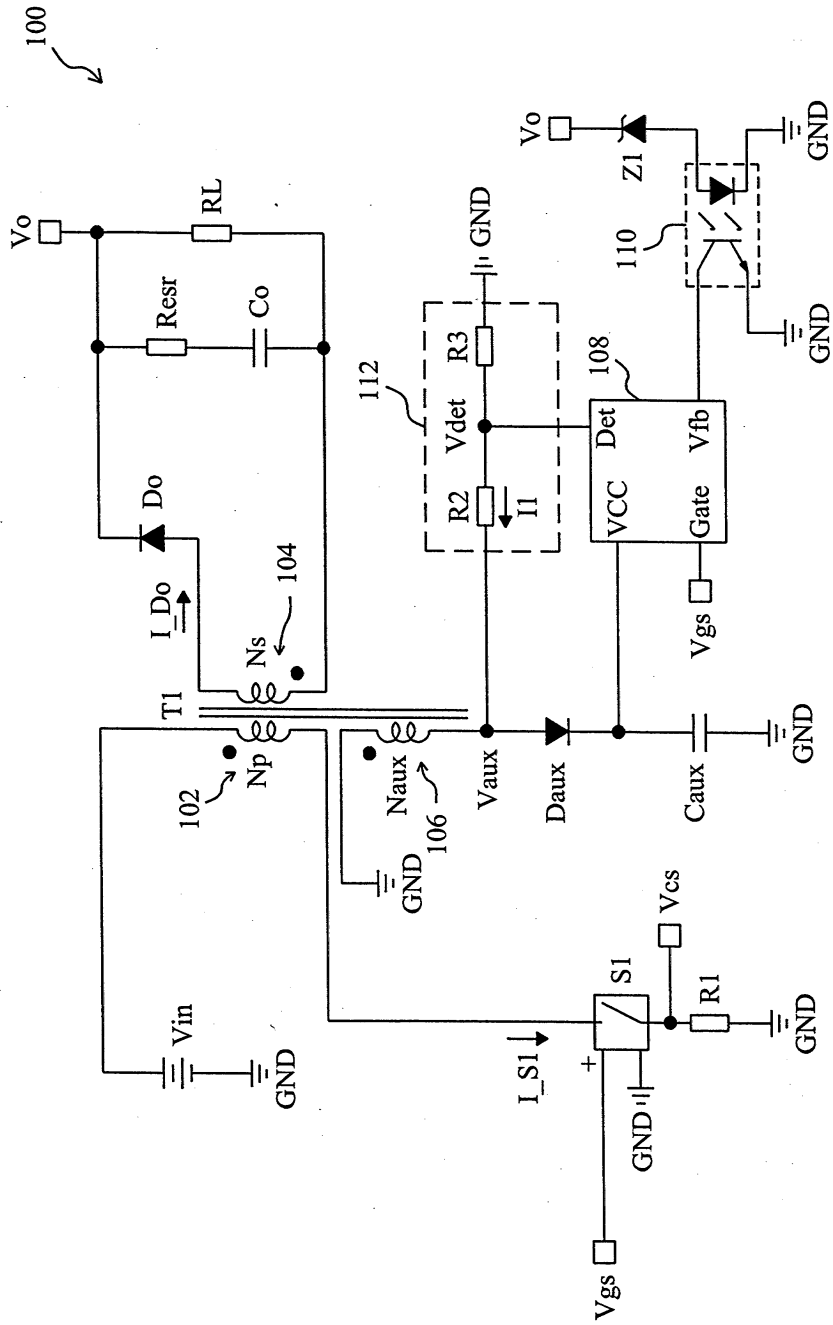 100
Vo
RL
Resr
Co
Do
I_Do
104
Ns
T1
102
Np
Vin
GND
106
Naux
GND
Vaux
112
R2
I1
Vdet
R3
GND
Daux
Caux
GND
VCC
Det
Gate
Vfb
108
Vgs
110
Vo
Z1
GND
GND
I_S1
S1
+
GND
Vgs
Vcs
R1
GND